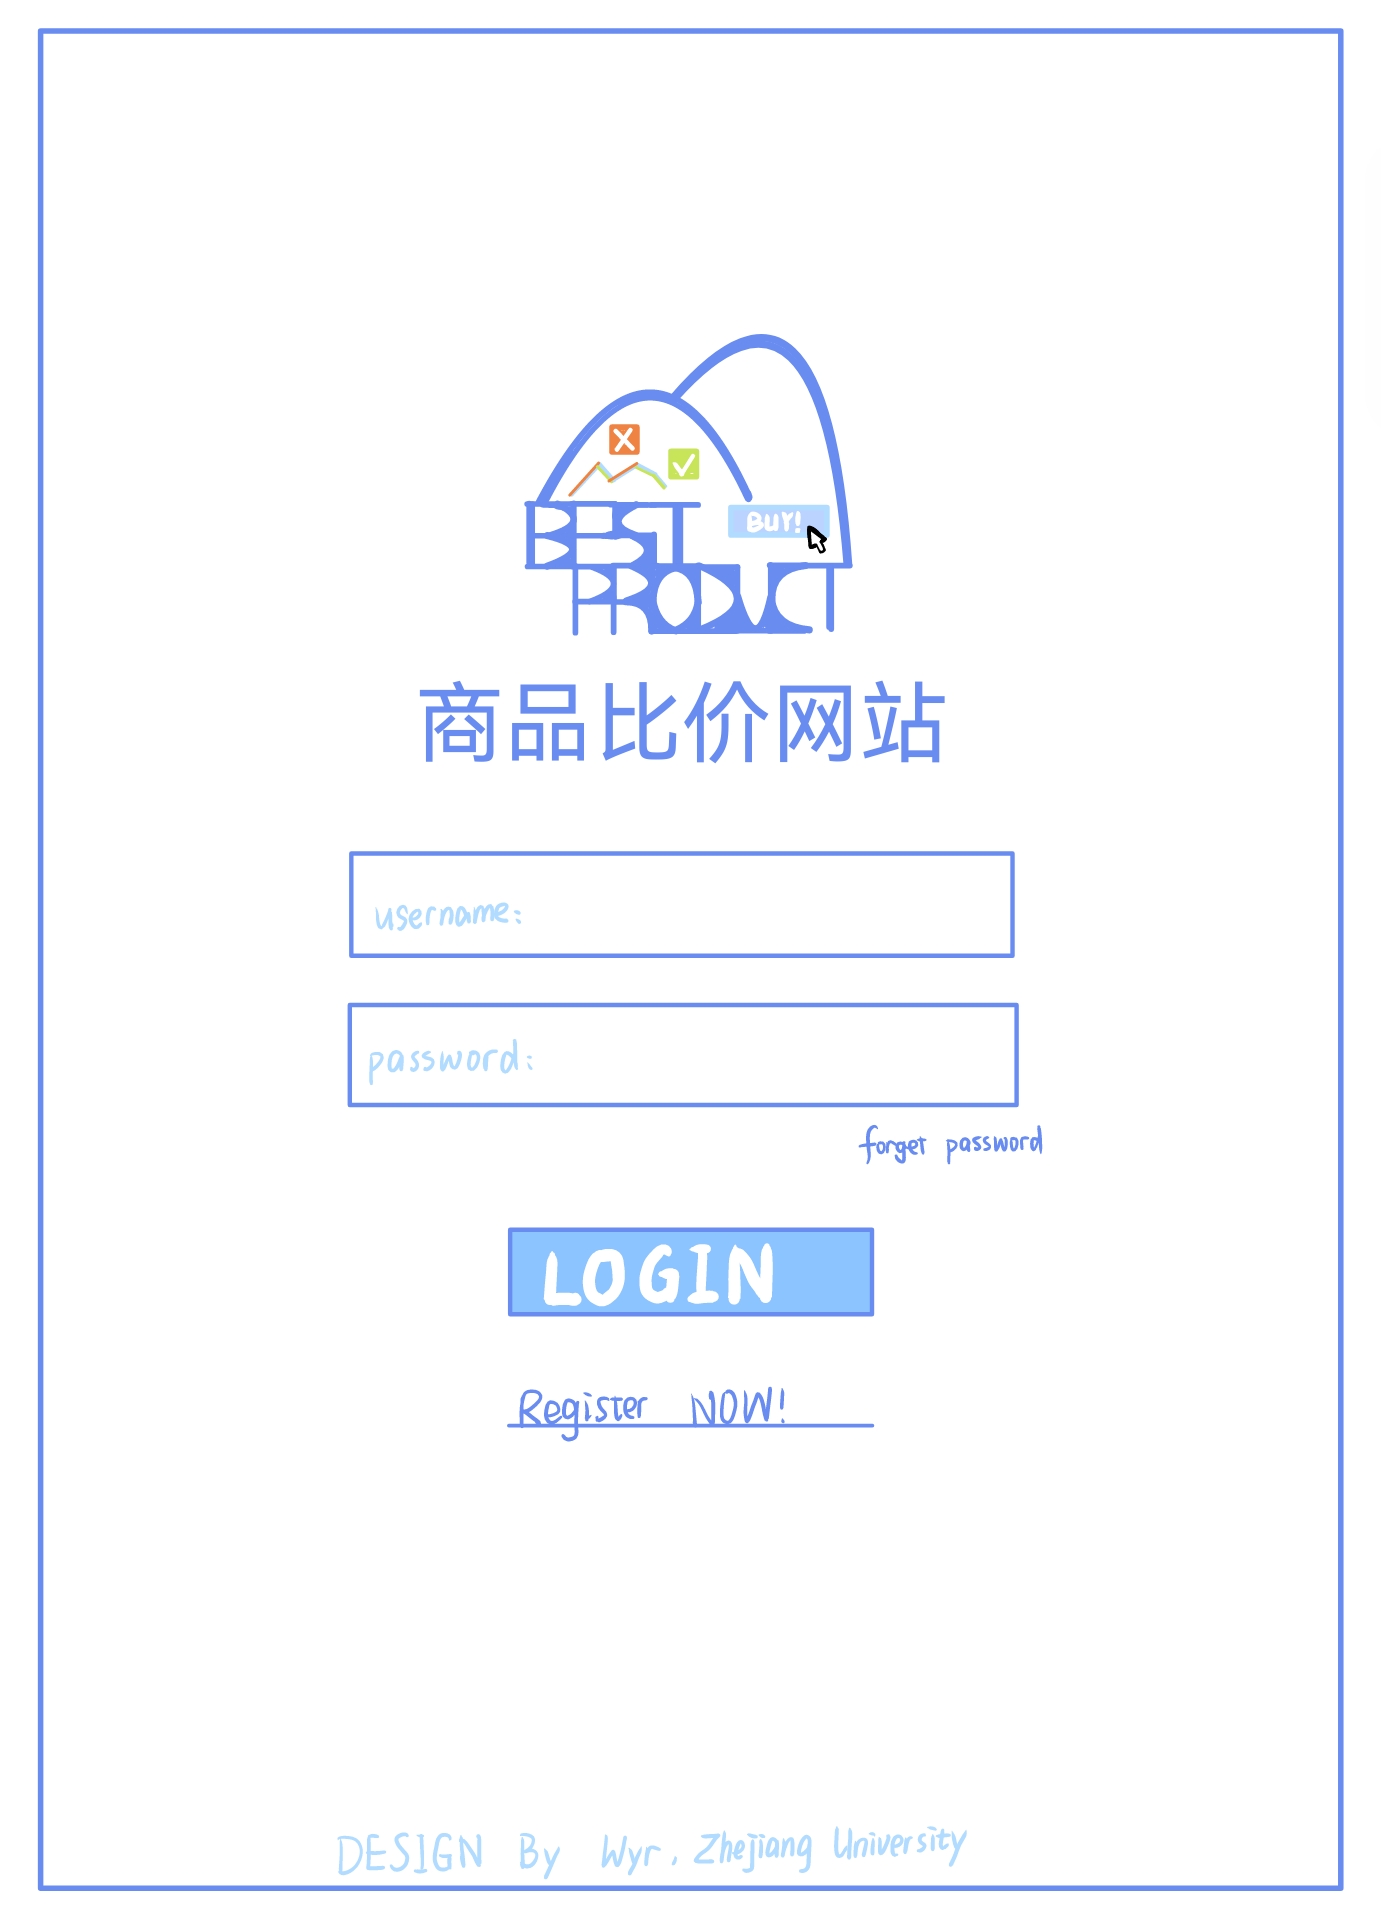 BUY!
BEST
PRODUCT
商品比价网站
username:
password:
forget password
LOGIN
Register NOW!
DESIGN By Wyr, Zhejiang University